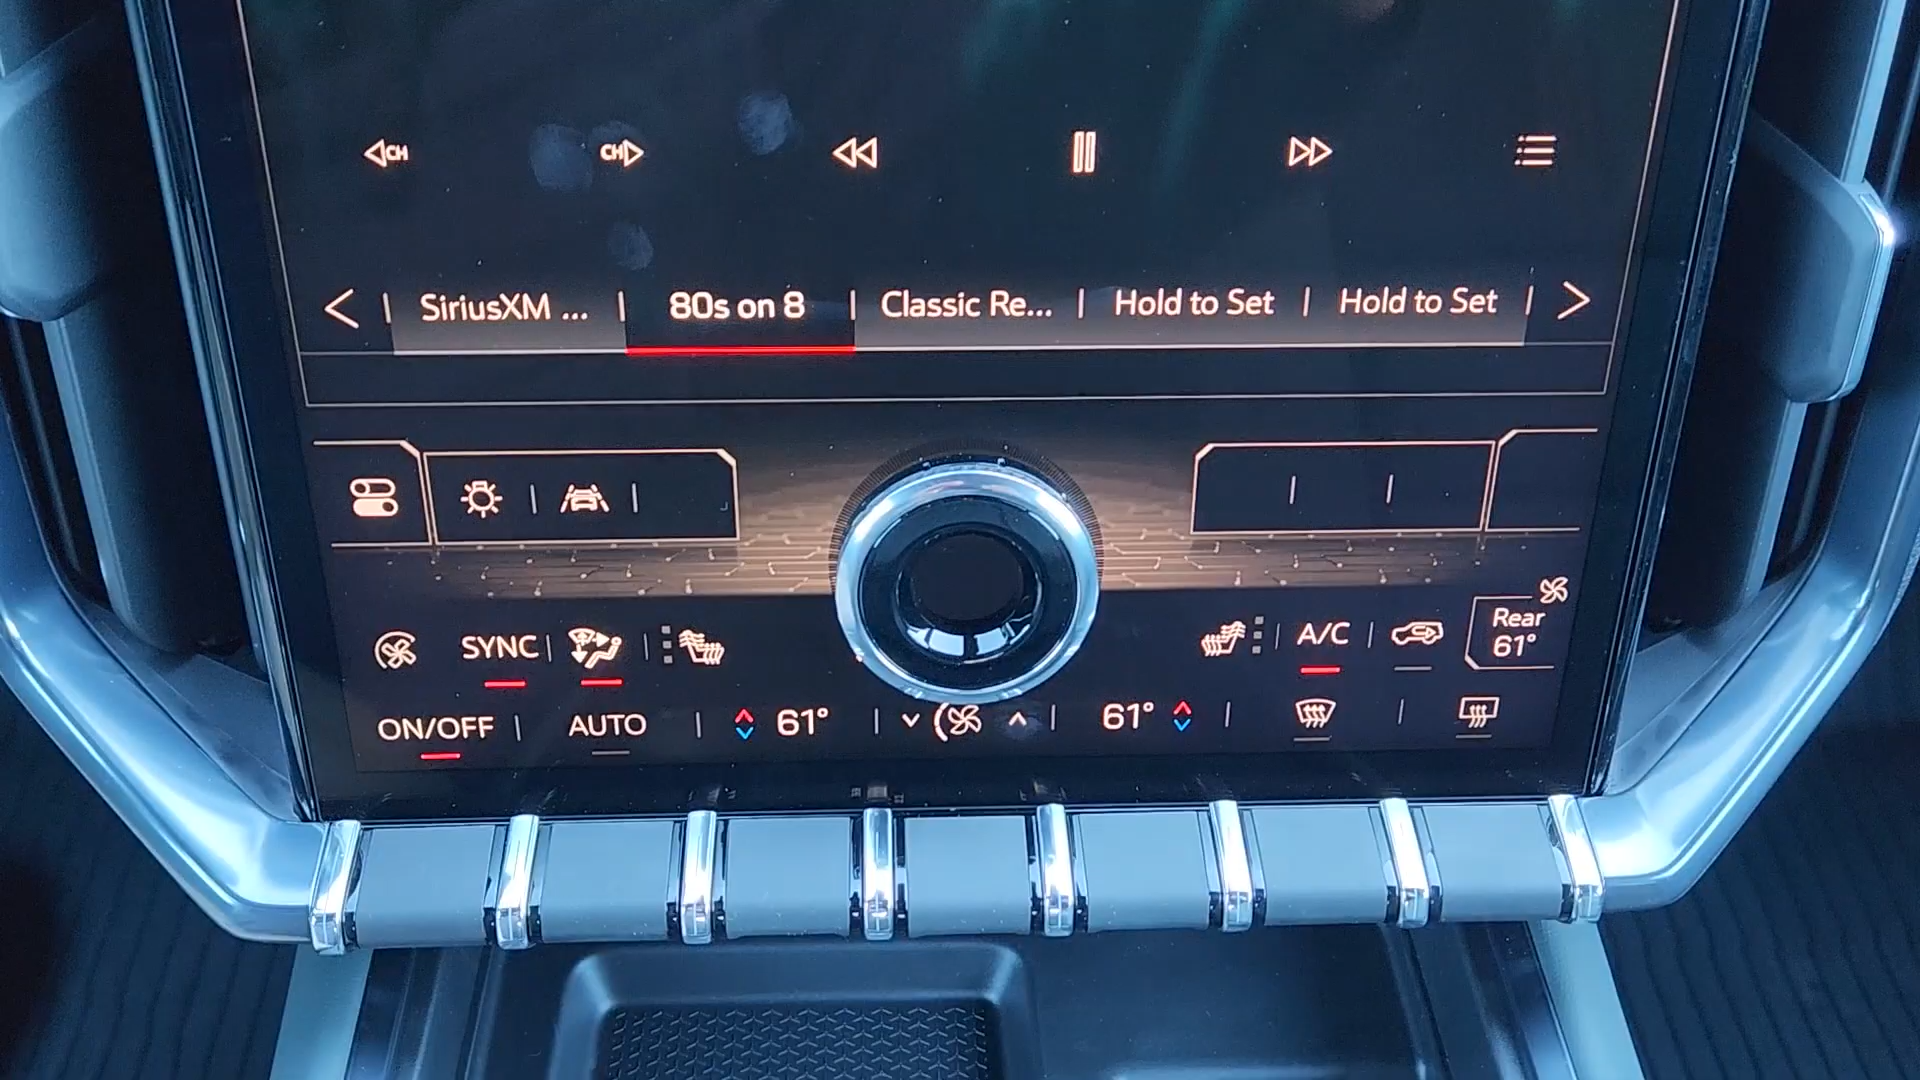 CH CH
SiriusXM ... 80s on 8 Classic Re... Hold to Set Hold to Set
SYNC A/C Rear
61°
ON/OFF AUTO 61° 61°